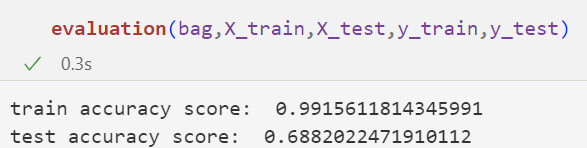 evaluation(bag,X_train,X_test,y_train,y_test)
0.3s
train accuracy score:  0.9915611814345991
test accuracy score:  0.6882022471910112